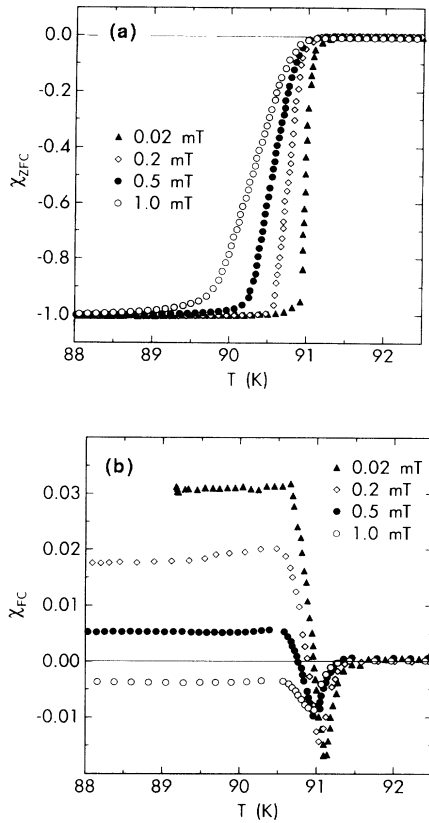 (a)
0.0
-0.2
-0.4
-0.6
-0.8
-1.0
χZFC
▲ 0.02 mT
◇ 0.2 mT
● 0.5 mT
○ 1.0 mT
88 89 90 91 92
T (K)
(b)
0.03
0.02
0.01
0.00
-0.01
χFC
▲ 0.02 mT
◇ 0.2 mT
● 0.5 mT
○ 1.0 mT
88 89 90 91 92
T (K)